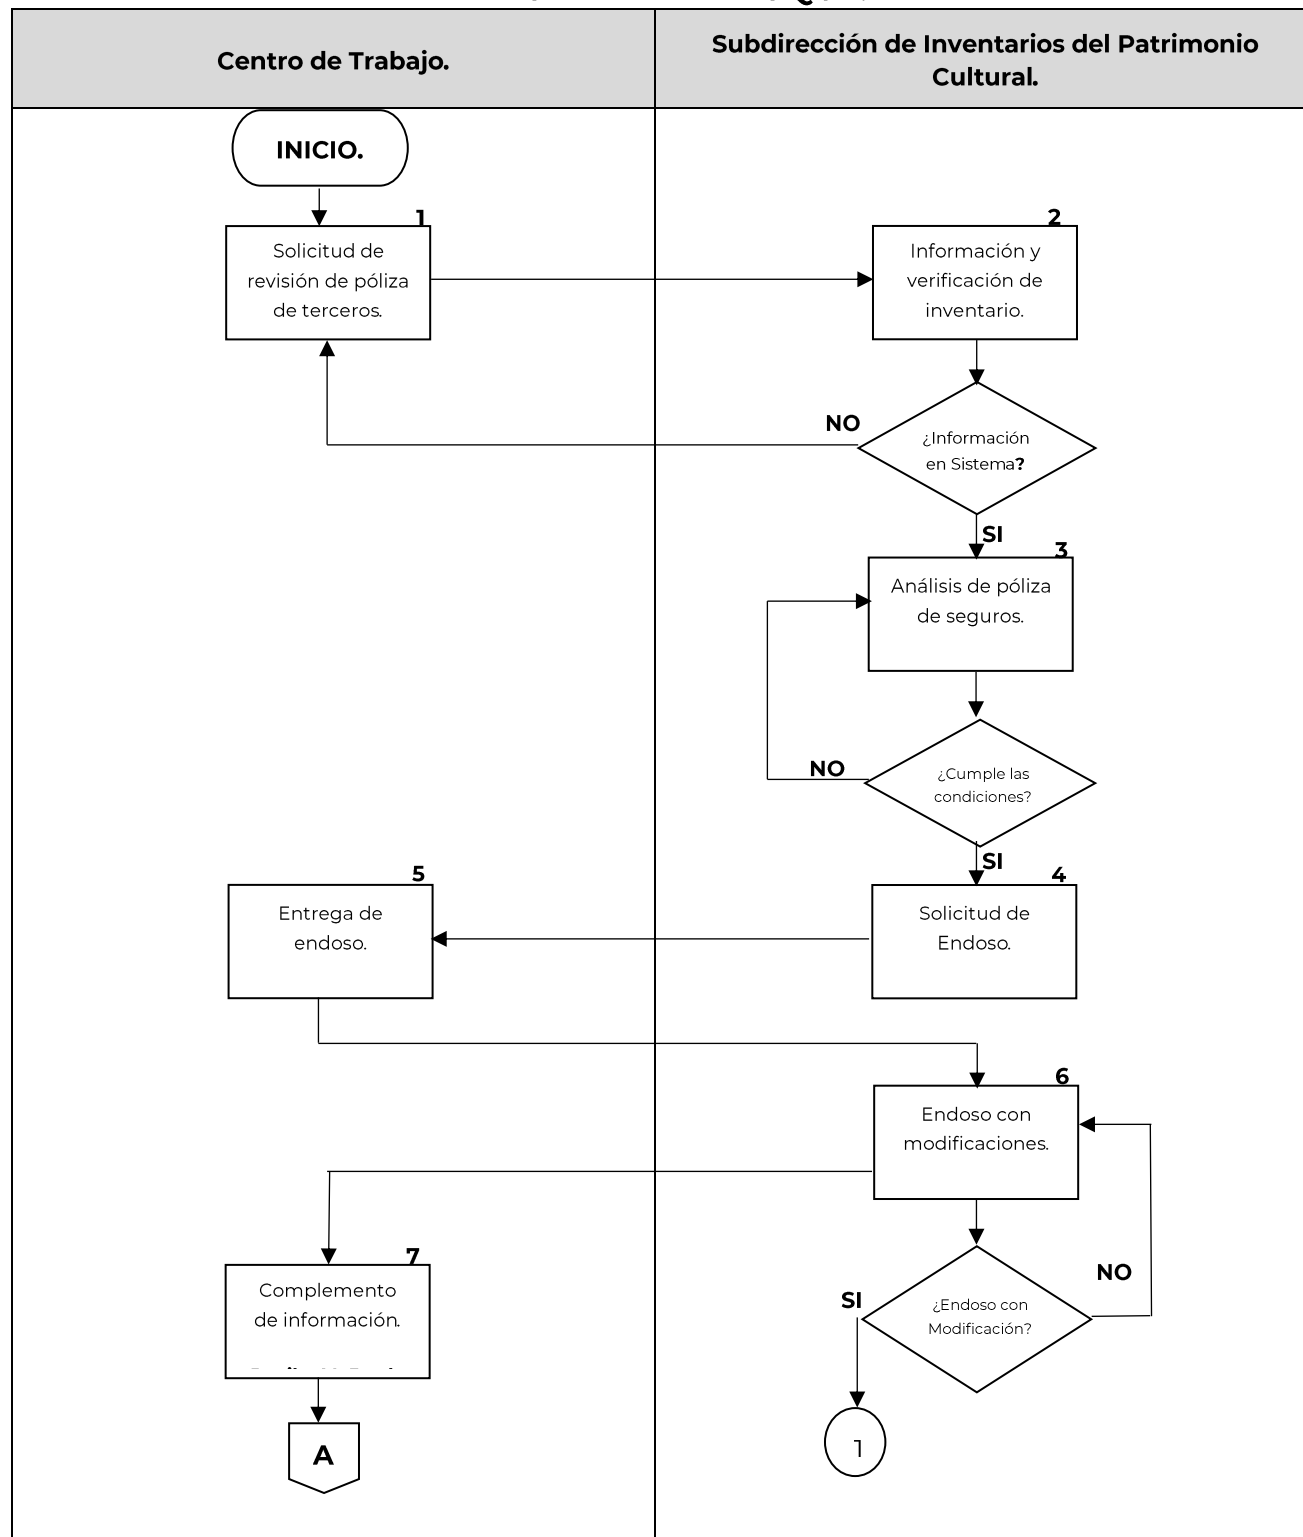 Centro de Trabajo.
Subdirección de Inventarios del Patrimonio
Cultural.
INICIO.
1
Solicitud de
revisión de póliza
de terceros.
2
Información y
verificación de
inventario.
NO
¿Información
en Sistema?
SI
3
Análisis de póliza
de seguros.
NO
¿Cumple las
condiciones?
SI
4
Solicitud de
Endoso.
5
Entrega de
endoso.
6
Endoso con
modificaciones.
7
Complemento
de información.
SI
¿Endoso con
Modificación?
NO
A
1